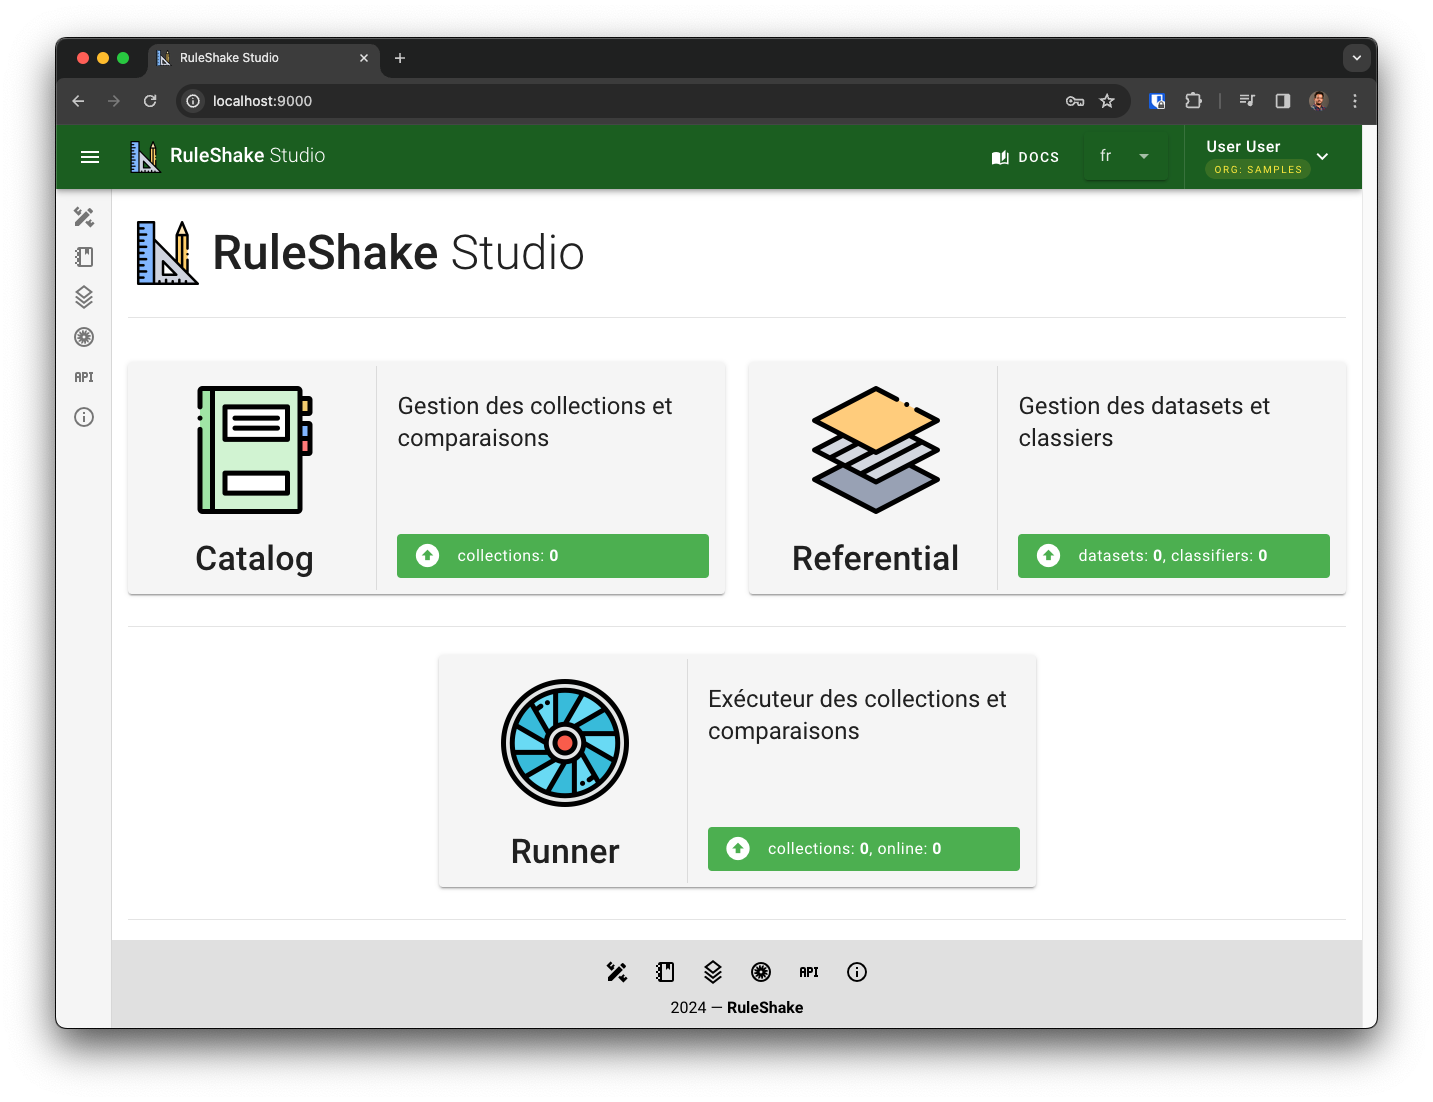 RuleShake Studio
localhost:9000
RuleShake Studio
DOCS
fr
User User
ORG: SAMPLES
API
RuleShake Studio
Gestion des collections et
comparaisons
Catalog
collections: 0
Gestion des datasets et
classiers
Referential
datasets: 0, classifiers: 0
Exécuteur des collections et
comparaisons
Runner
collections: 0, online: 0
API
2024 — RuleShake